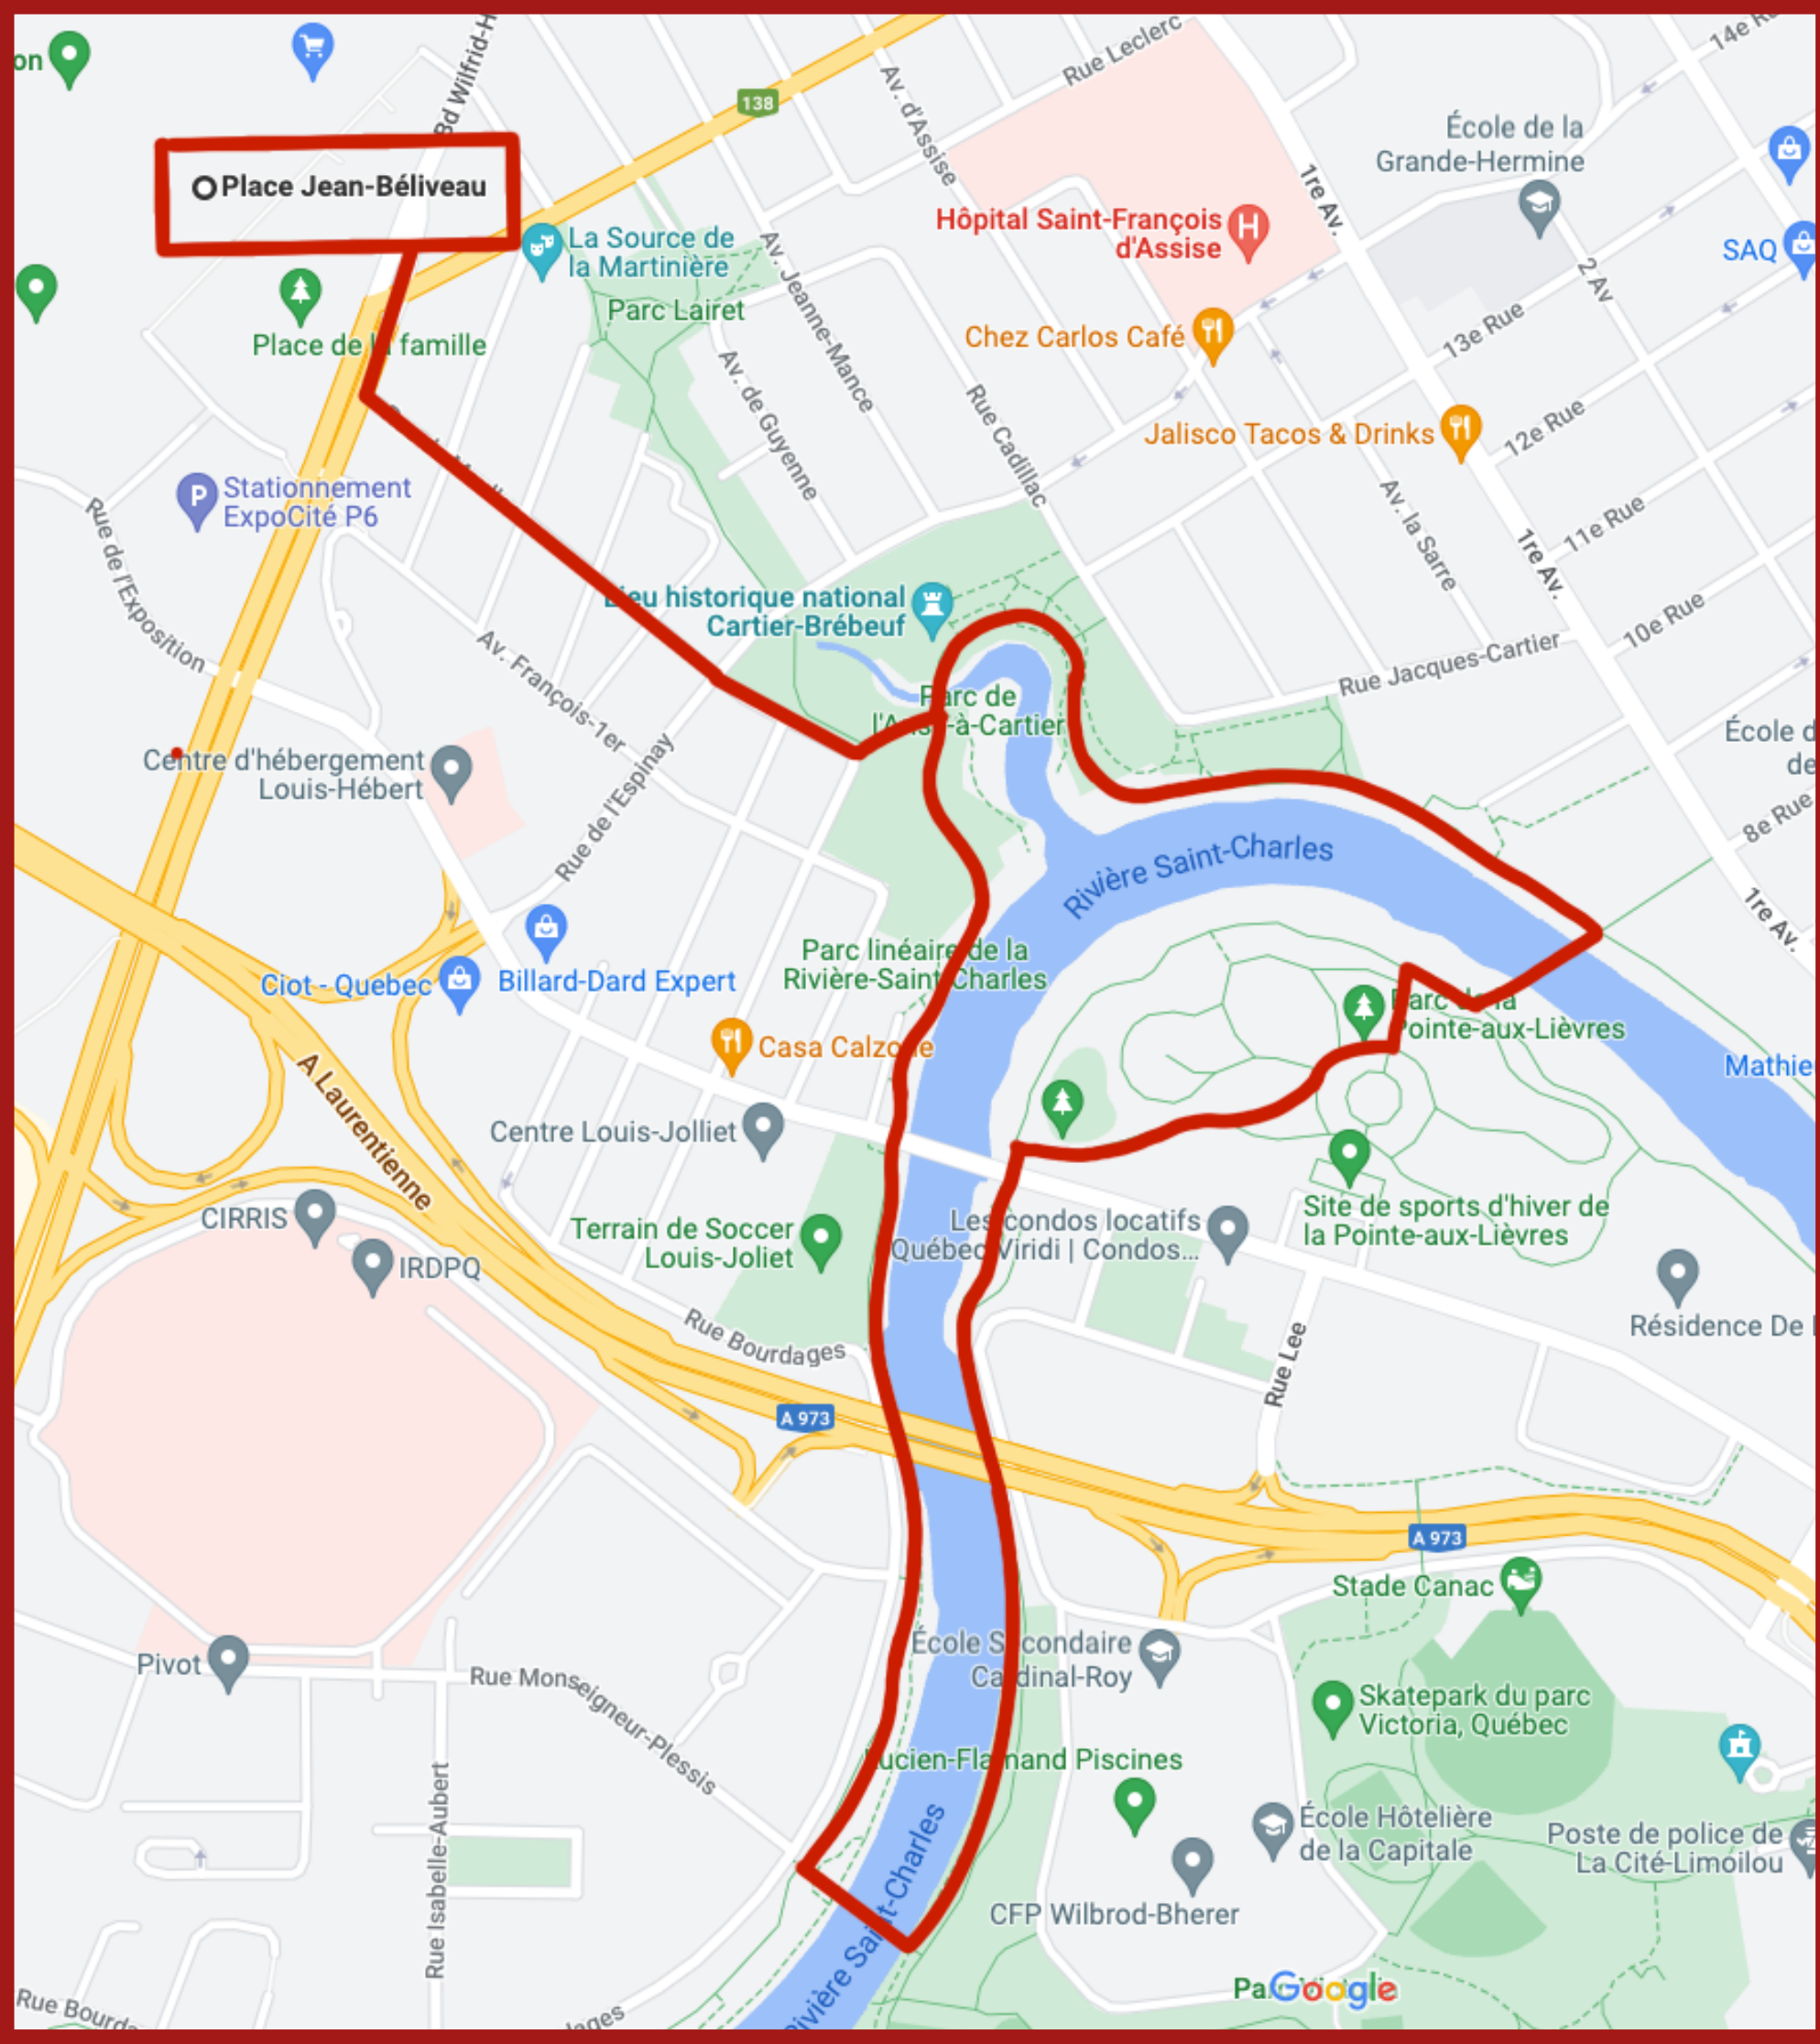 on
Bd Wilfrid-H
138
Place Jean-Béliveau
La Source de
la Martinière
Parc Lairet
Place de la famille
Stationnement
ExpoCité P6
Rue de l'Exposition
Av. d'Assise
Rue Leclerc
Av. Jeanne-Mance
Av. de Guyenne
Rue Cadillac
Hôpital Saint-François
d'Assise
H
1re Av.
École de la
Grande-Hermine
14e Ru
SAQ
2 Av
13e Rue
12e Rue
11e Rue
10e Rue
8e Rue
Chez Carlos Café
Jalisco Tacos & Drinks
Av. la Sarre
1re Av.
Rue Jacques-Cartier
École d
de
1re Av.
P
Lieu historique national
Cartier-Brébeuf
Parc de
l'Anse-à-Cartier
Av. François-1er
Rue de l'Espinay
Centre d'hébergement
Louis-Hébert
Rivière Saint-Charles
Ciot - Quebec
Billard-Dard Expert
Parc linéaire de la
Rivière-Saint-Charles
Casa Calzone
Parc de la
Pointe-aux-Lièvres
Mathie
A Laurentienne
Centre Louis-Jolliet
CIRRIS
IRDPQ
Terrain de Soccer
Louis-Joliet
Les condos locatifs
Québec Viridi | Condos...
Site de sports d'hiver de
la Pointe-aux-Lièvres
Résidence De
Rue Bourdages
Rue Lee
A 973
A 973
Stade Canac
École Secondaire
Cardinal-Roy
Pivot
Rue Monseigneur-Plessis
Skatepark du parc
Victoria, Québec
Lucien-Flamand Piscines
Rue Isabelle-Aubert
École Hôtelière
de la Capitale
Poste de police de
La Cité-Limoilou
CFP Wilbrod-Bherer
Rivière Saint-Charles
Google
Rue Bourda
dages